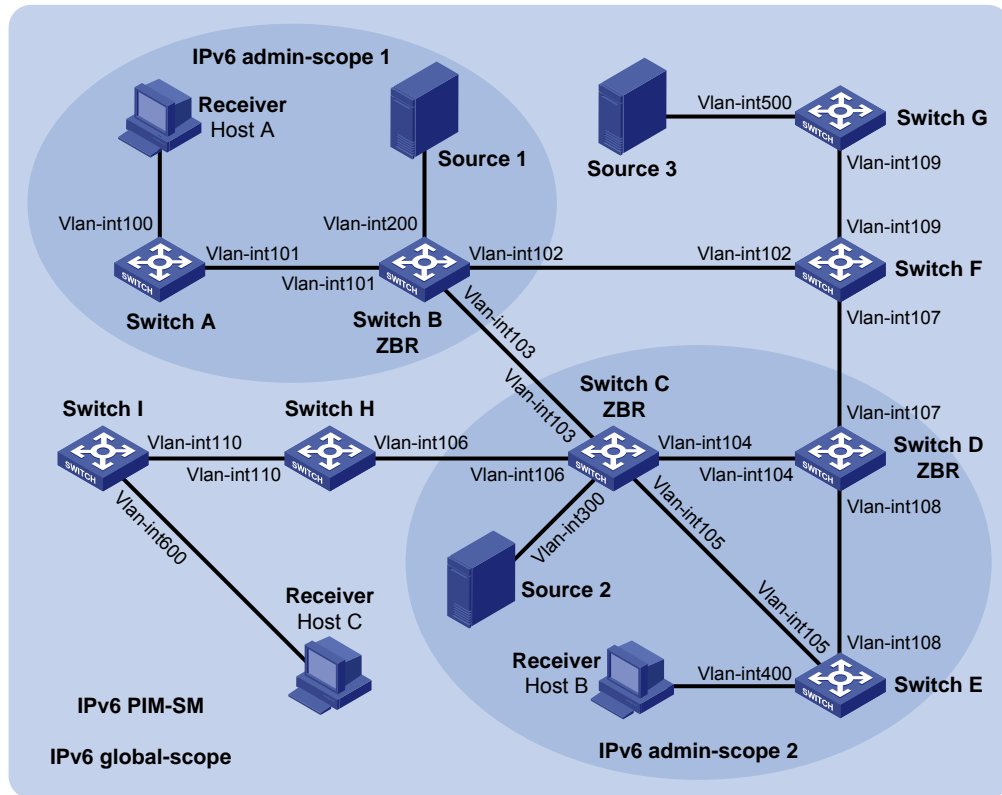 IPv6 admin-scope 1
Receiver
Host A
SWITCH
Source 1
Vlan-int500
SWITCH
Switch G
Source 3
Vlan-int109
Vlan-int100
Vlan-int200
Vlan-int109
SWITCH
Vlan-int101
Vlan-int101
SWITCH
Vlan-int102
Vlan-int102
SWITCH
Switch F
Switch A
Switch B
ZBR
Vlan-int103
Vlan-int103
Vlan-int107
Switch C
ZBR
Switch I
Switch H
Vlan-int107
SWITCH
Vlan-int110
Vlan-int110
SWITCH
Vlan-int106
Vlan-int106
SWITCH
Vlan-int104
Vlan-int104
SWITCH
Switch D
ZBR
Vlan-int108
Vlan-int600
Vlan-int300
Vlan-int105
Vlan-int105
Source 2
Receiver
Host C
Receiver
Host B
Vlan-int400
Vlan-int108
SWITCH
Switch E
IPv6 PIM-SM
IPv6 global-scope
IPv6 admin-scope 2